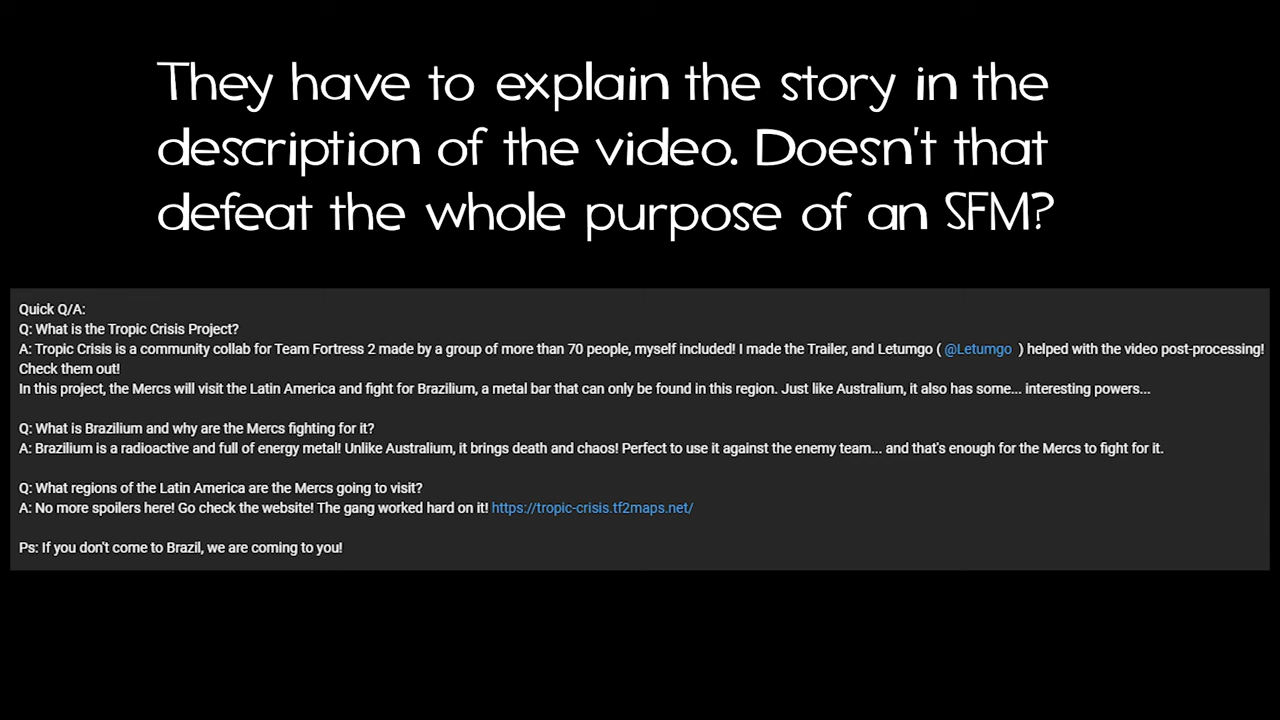 They have to explain the story in the
description of the video. Doesn't that
defeat the whole purpose of an SFM?
Quick Q/A:
Q: What is the Tropic Crisis Project?
A: Tropic Crisis is a community collab for Team Fortress 2 made by a group of more than 70 people, myself included! I made the Trailer, and Letumgo ( @Letumgo ) helped with the video post-processing!
Check them out!
In this project, the Mercs will visit the Latin America and fight for Brazilium, a metal bar that can only be found in this region. Just like Australium, it also has some... interesting powers...
Q: What is Brazilium and why are the Mercs fighting for it?
A: Brazilium is a radioactive and full of energy metal! Unlike Australium, it brings death and chaos! Perfect to use it against the enemy team... and that's enough for the Mercs to fight for it.
Q: What regions of the Latin America are the Mercs going to visit?
A: No more spoilers here! Go check the website! The gang worked hard on it! https://tropic-crisis.tf2maps.net/
Ps: If you don't come to Brazil, we are coming to you!